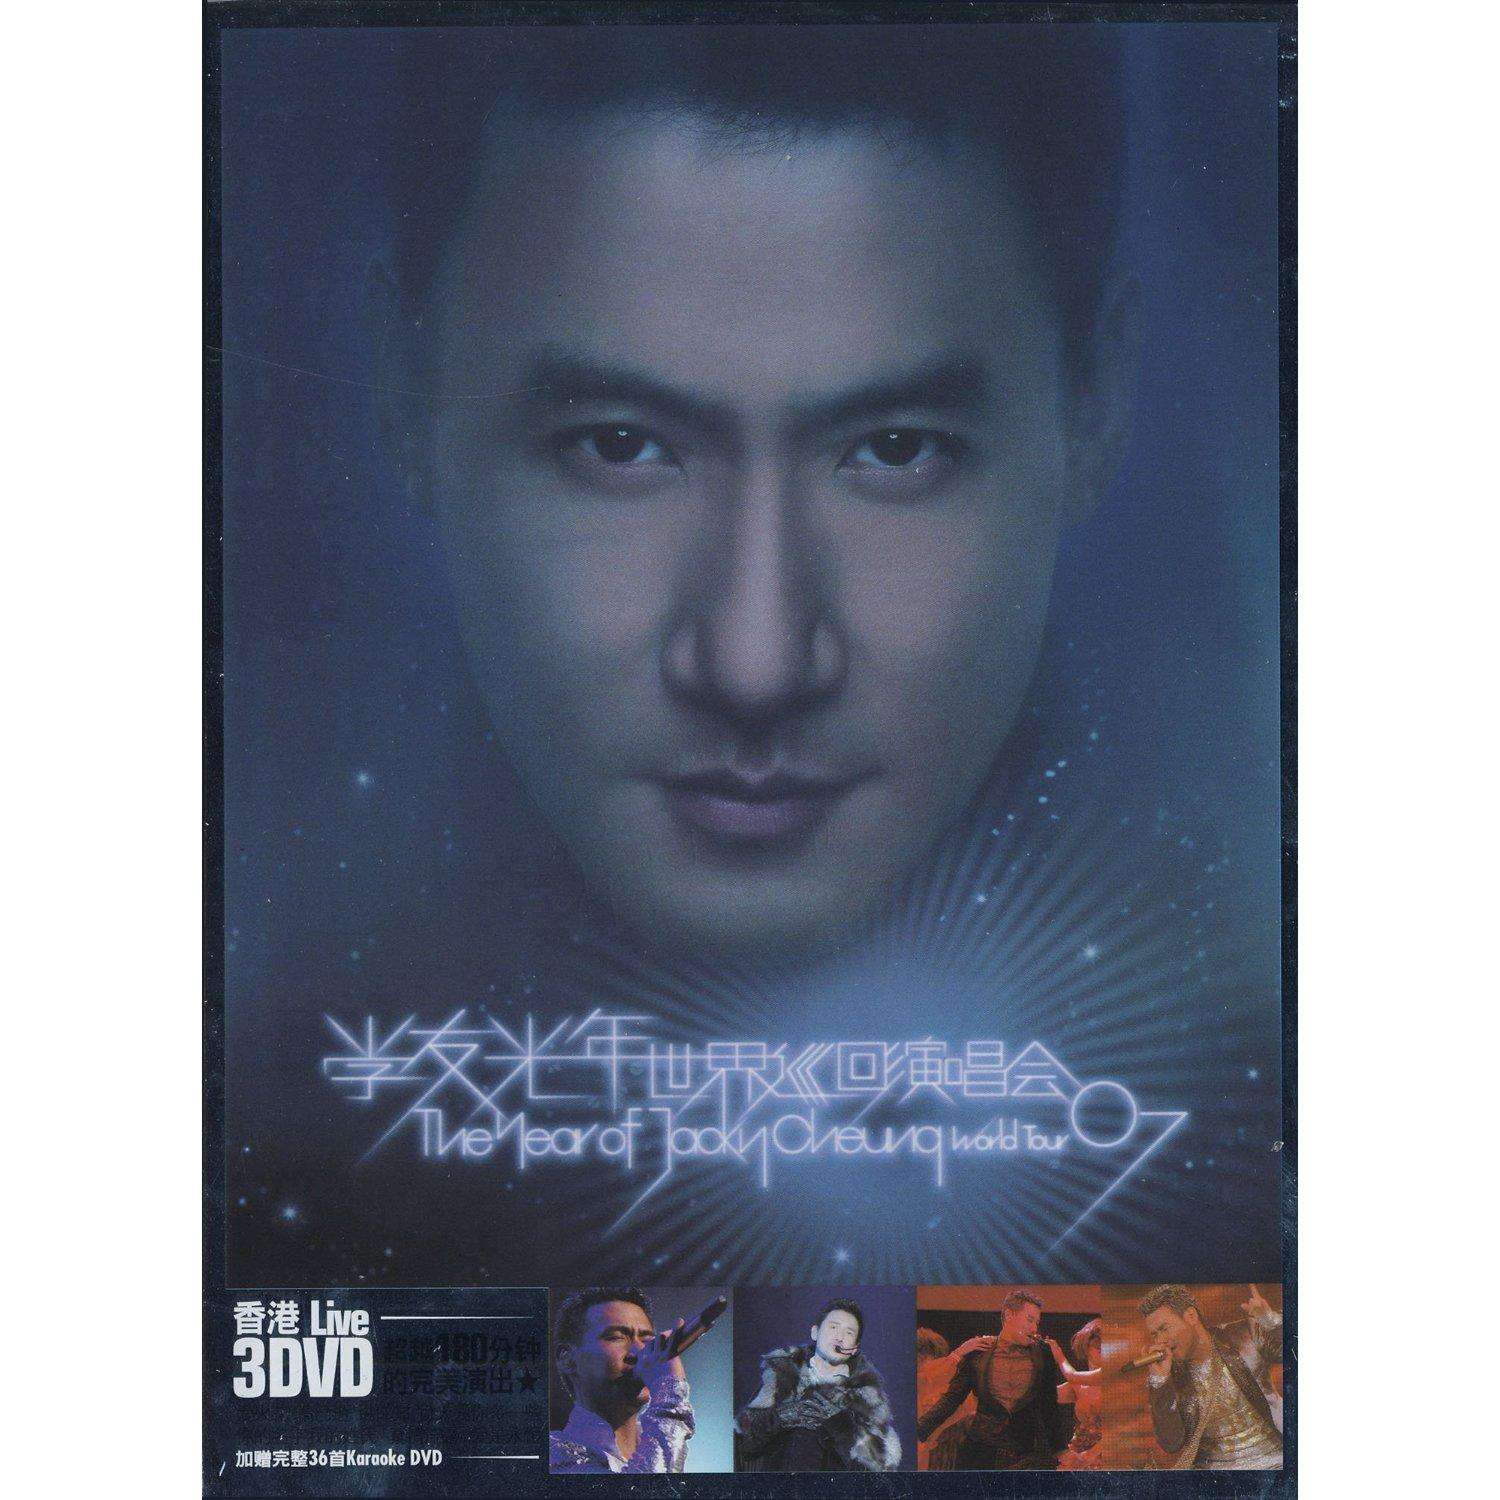 学友光年世界巡回演唱会
The Year of Jacky Cheung World Tour 07
香港 Live
3DVD
超越180分钟
的完美演出★
加赠完整36首Karaoke DVD